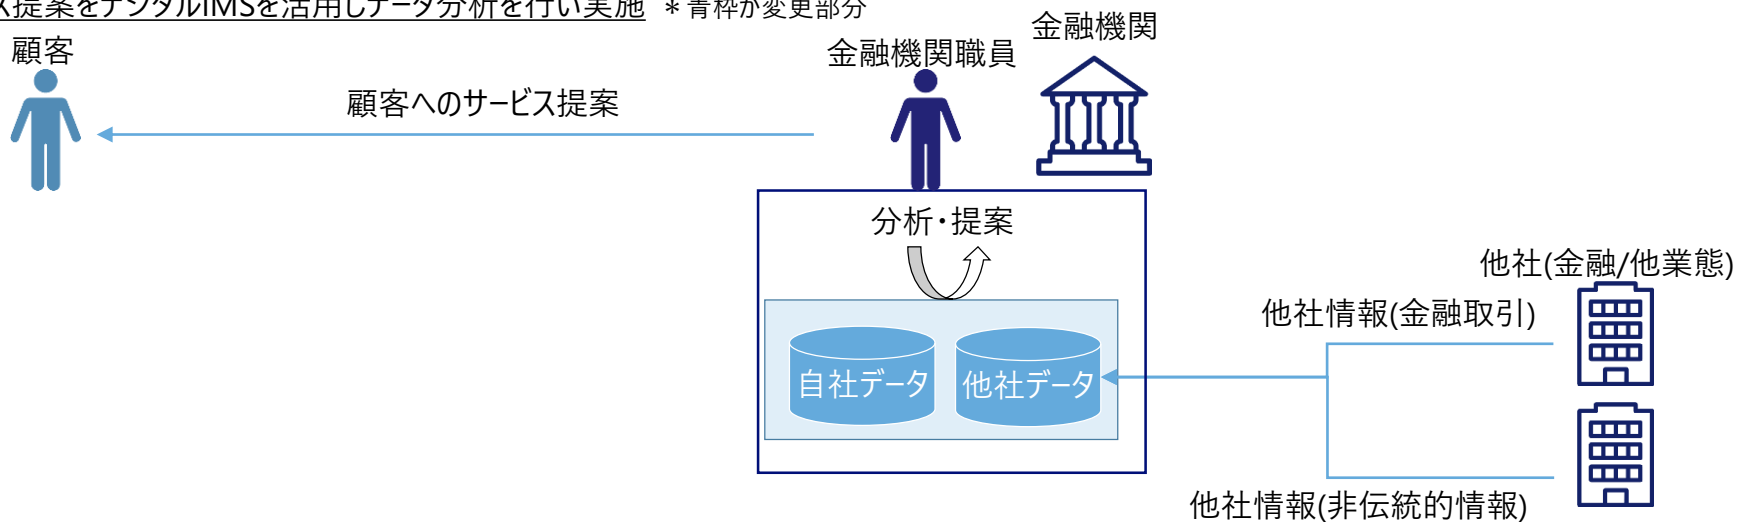 ス提案をデジタルIMSを活用しデータ分析を行い実施 ＊青枠が変更部分
金融機関
顧客
金融機関職員
顧客へのサービス提案
分析・提案
他社(金融/他業態)
他社情報(金融取引)
自社データ
他社データ
他社情報(非伝統的情報)